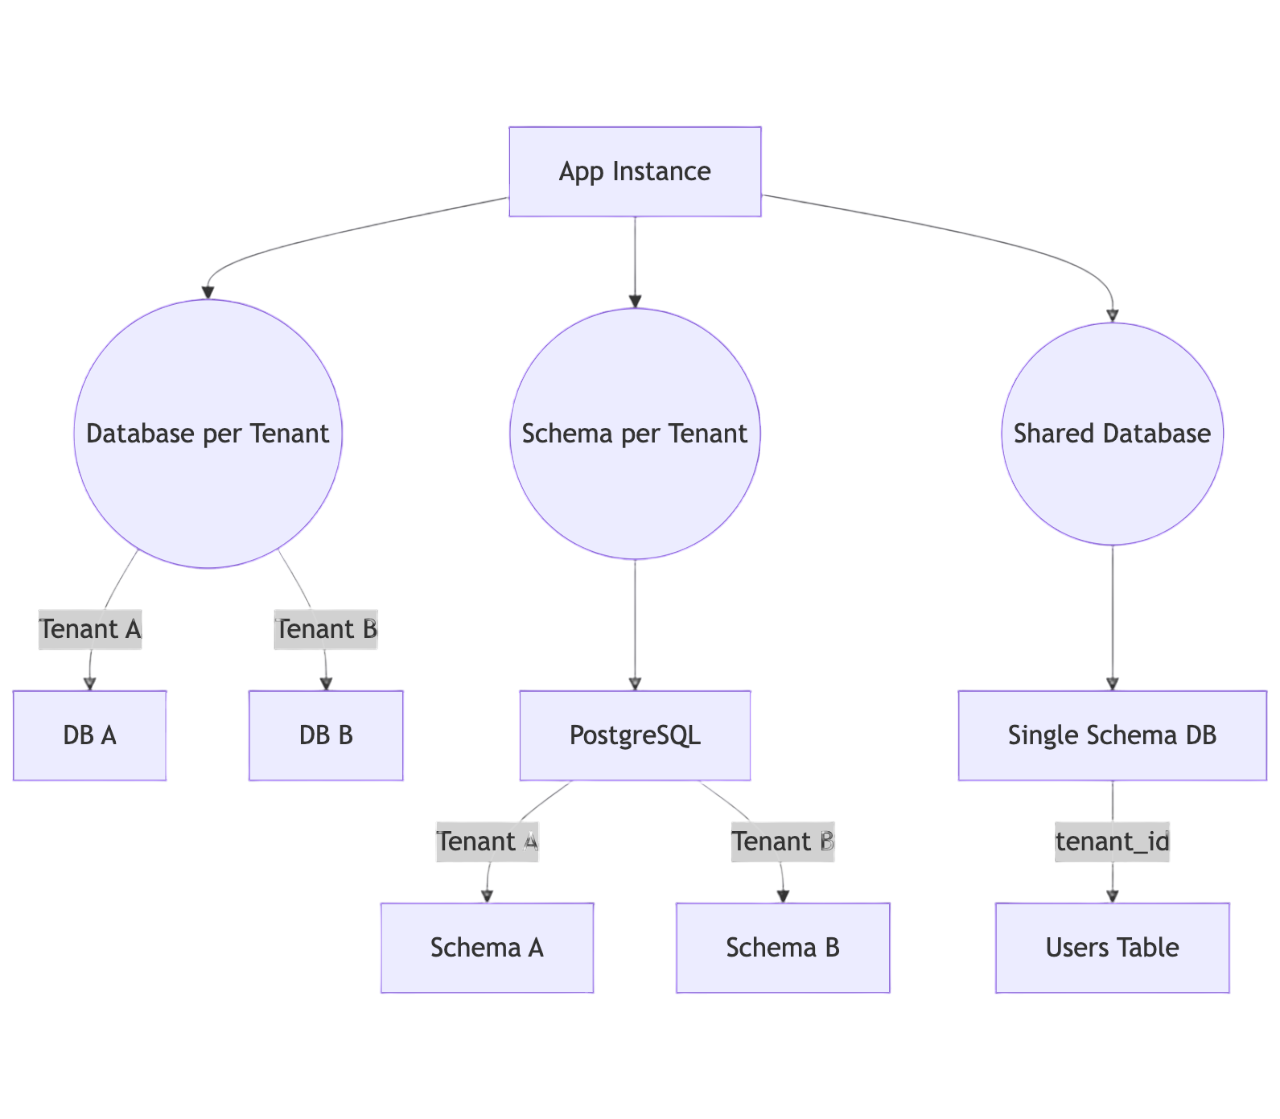 App Instance
Database per Tenant
Schema per Tenant
Shared Database
Tenant A
Tenant B
DB A
DB B
PostgreSQL
Single Schema DB
Tenant A
Tenant B
tenant_id
Schema A
Schema B
Users Table